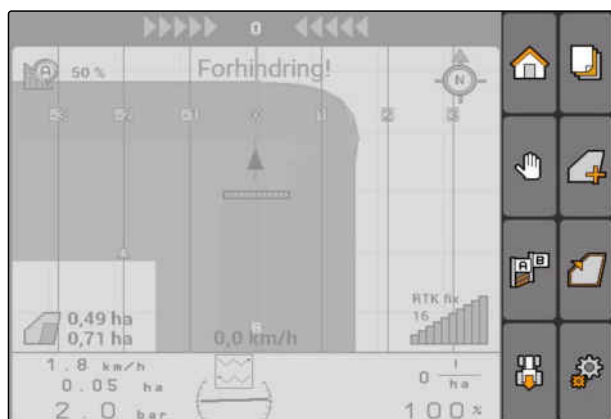 0
50 %
Forhindring!
N
-3 -2 -1 0 1 2 3
A
B
RTK fix
16
0,49 ha
0,71 ha
0,0 km/h
1.8 km/h
0.05 ha
2.0 bar
0 l/ha
100 %
A B